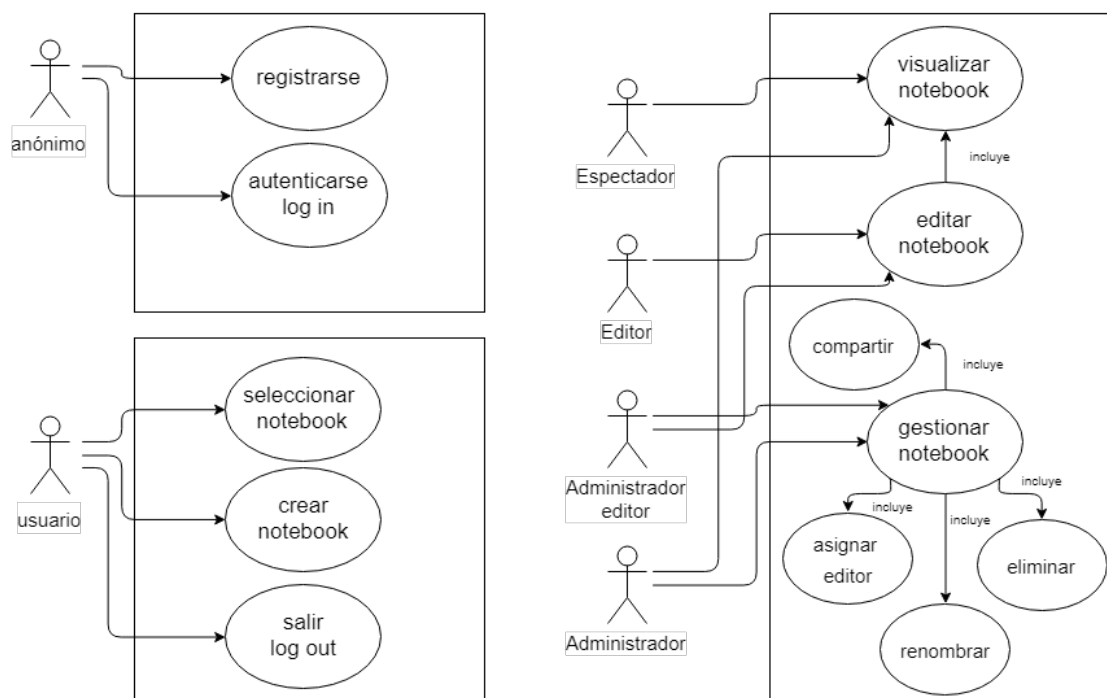 anónimo
registrarse
autenticarse
log in
usuario
seleccionar
notebook
crear
notebook
salir
log out
Espectador
Editor
Administrador
editor
Administrador
visualizar
notebook
incluye
editar
notebook
compartir
incluye
gestionar
notebook
incluye
incluye
incluye
asignar
editor
eliminar
renombrar